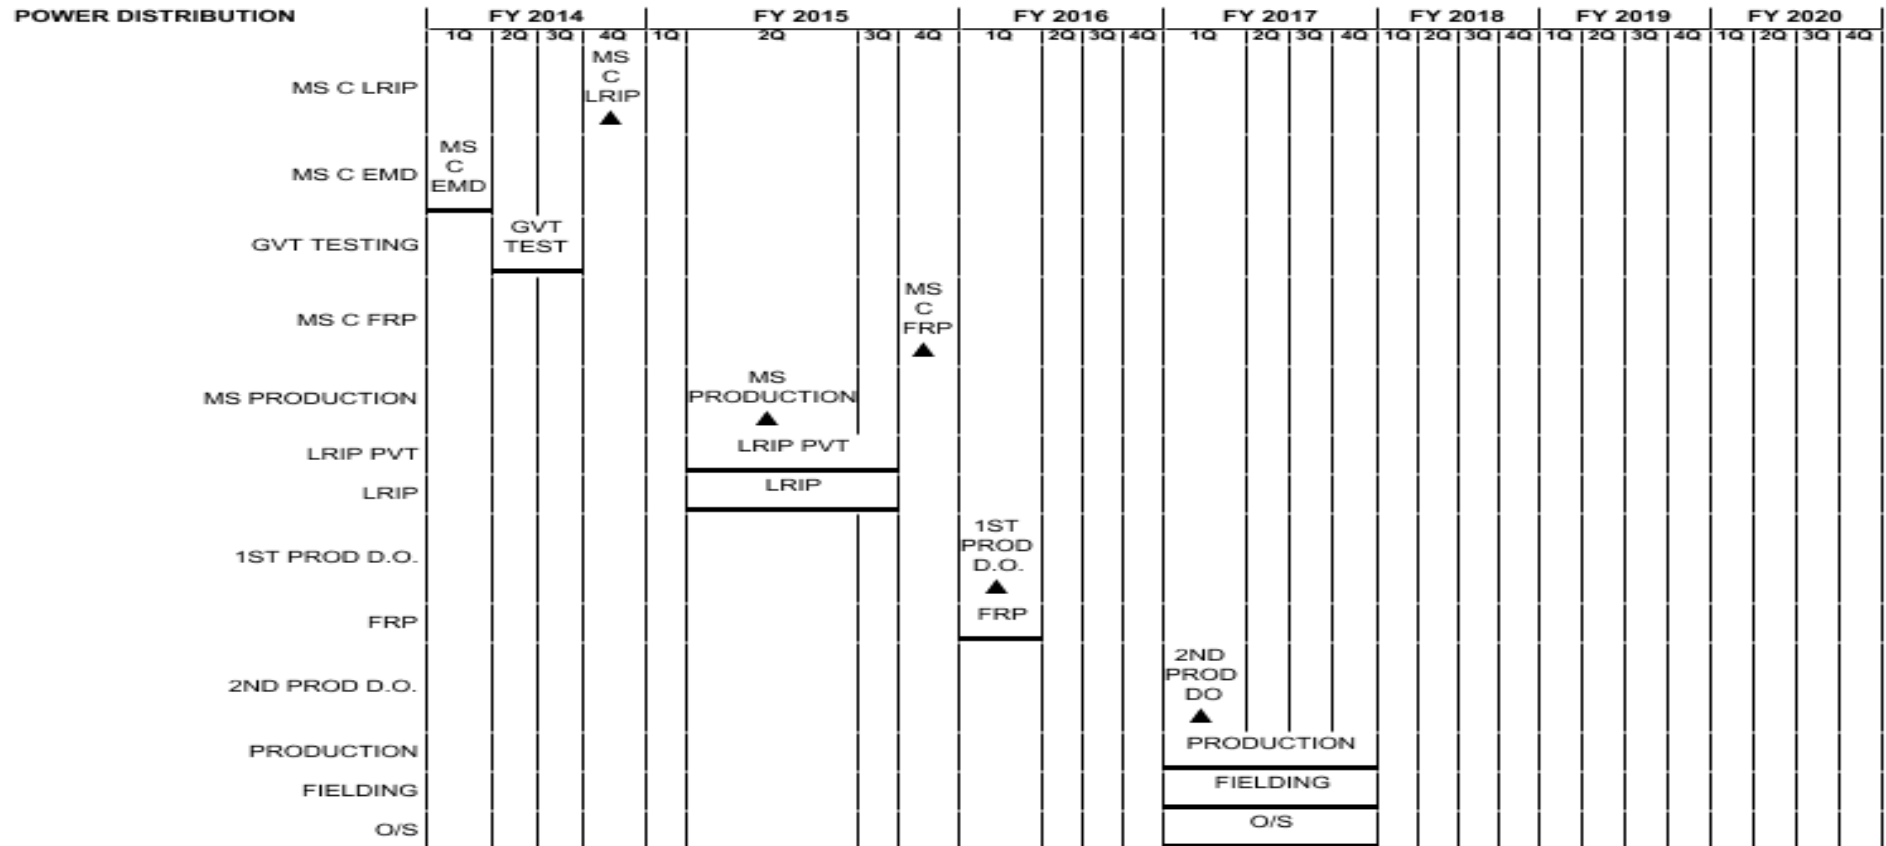 POWER DISTRIBUTION FY 2014 FY 2015 FY 2016 FY 2017 FY 2018 FY 2019 FY 2020
1Q 2Q 3Q 4Q 1Q 2Q 3Q 4Q 1Q 2Q 3Q 4Q 1Q 2Q 3Q 4Q 1Q 2Q 3Q 4Q 1Q 2Q 3Q 4Q 1Q 2Q 3Q 4Q
MS C LRIP
MS
C
LRIP
MS C EMD
MS
C
EMD
GVT TESTING
GVT
TEST
MS C FRP
MS
C
FRP
MS PRODUCTION
MS
PRODUCTION
LRIP PVT
LRIP PVT
LRIP
LRIP
1ST PROD D.O.
1ST
PROD
D.O.
FRP
FRP
2ND PROD D.O.
2ND
PROD
DO
PRODUCTION
PRODUCTION
FIELDING
FIELDING
O/S
O/S